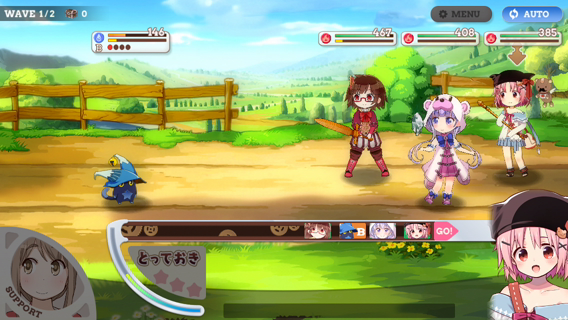 WAVE 1/2 0
MENU
AUTO
146
B
467
408
385
B
GO!
とっておき
SUPPORT